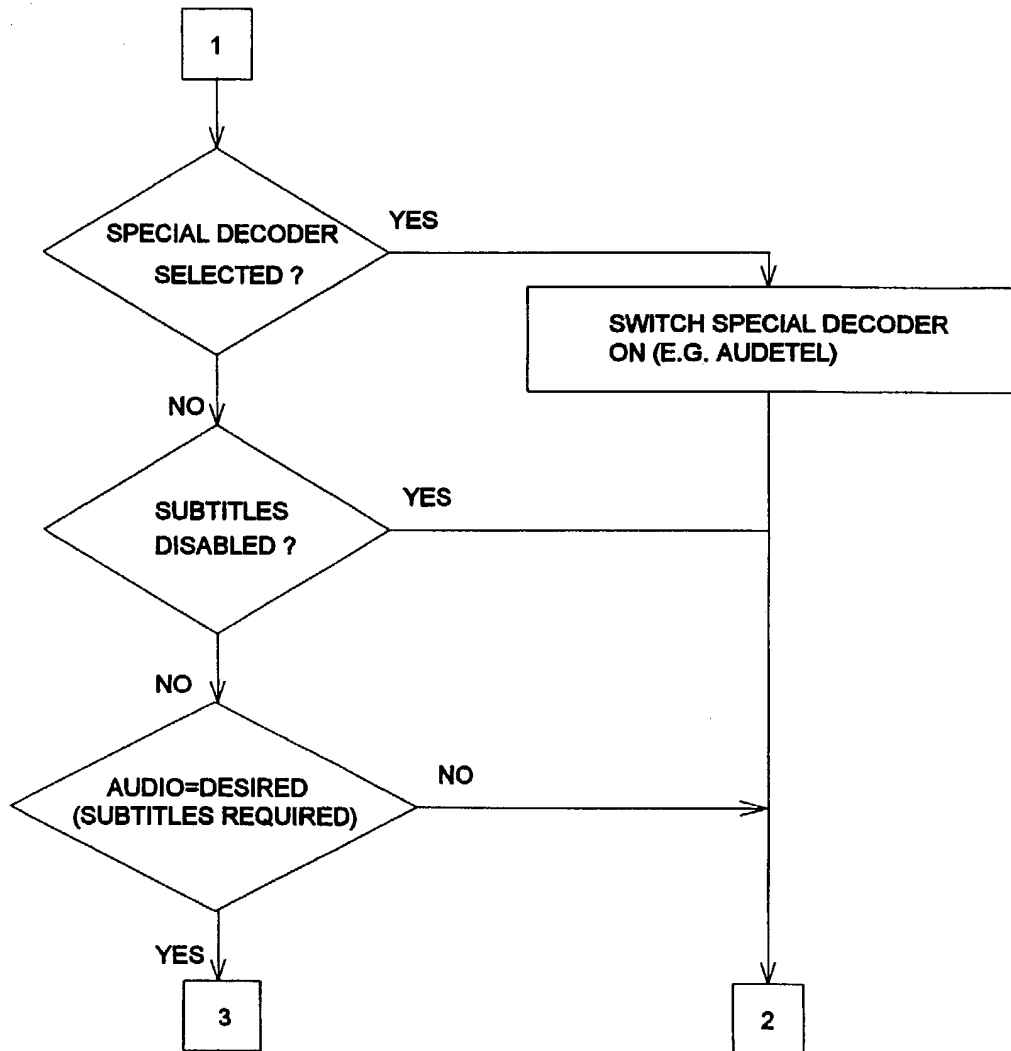 1
SPECIAL DECODER
SELECTED ?
YES
SWITCH SPECIAL DECODER
ON (E.G. AUDETEL)
NO
SUBTITLES
DISABLED ?
YES
NO
AUDIO=DESIRED
(SUBTITLES REQUIRED)
NO
YES
3
2